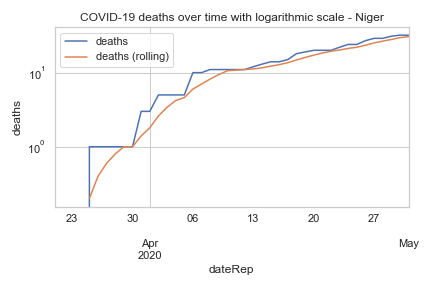 COVID-19 deaths over time with logarithmic scale - Niger
deaths
deaths (rolling)
10^1
10^0
deaths
23 30 06 13 20 27
Apr May
2020
dateRep